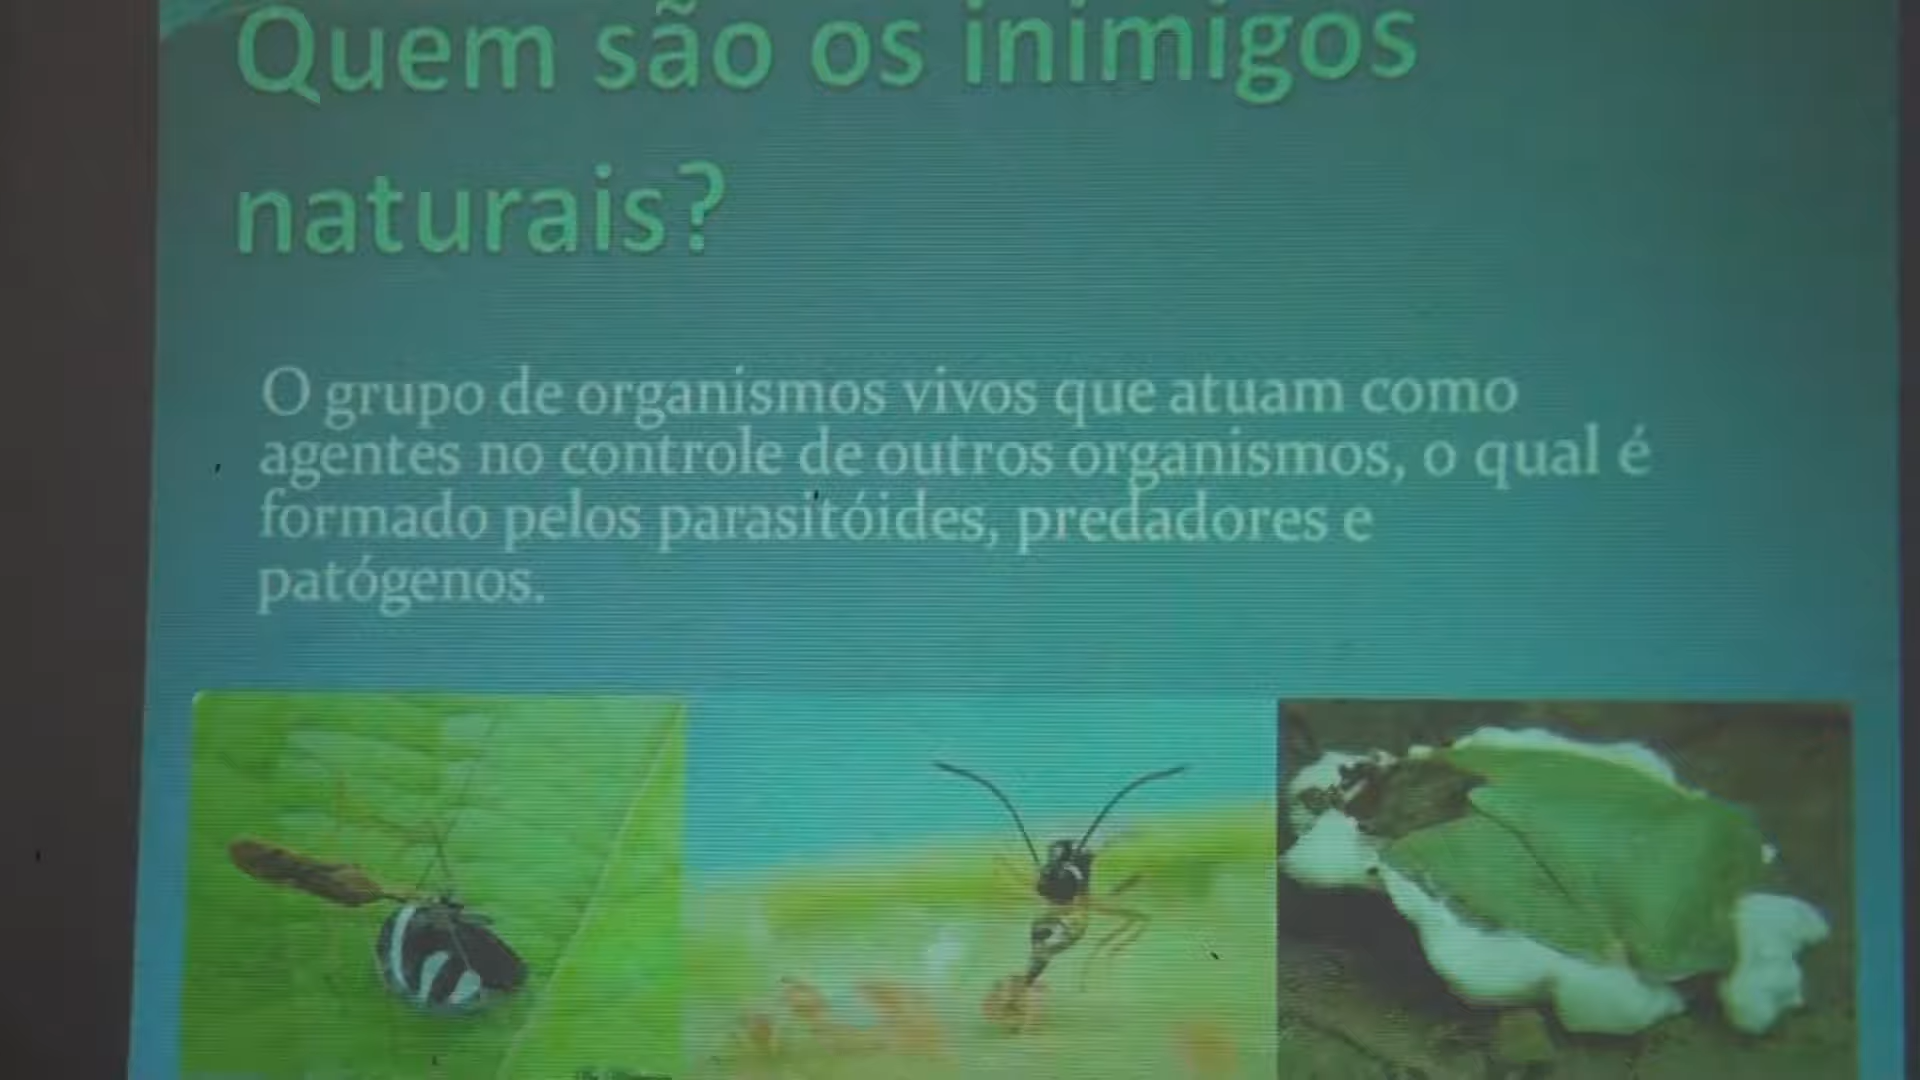 Quem são os inimigos
naturais?
O grupo de organismos vivos que atuam como
agentes no controle de outros organismos, o qual é
formado pelos parasitóides, predadores e
patógenos.